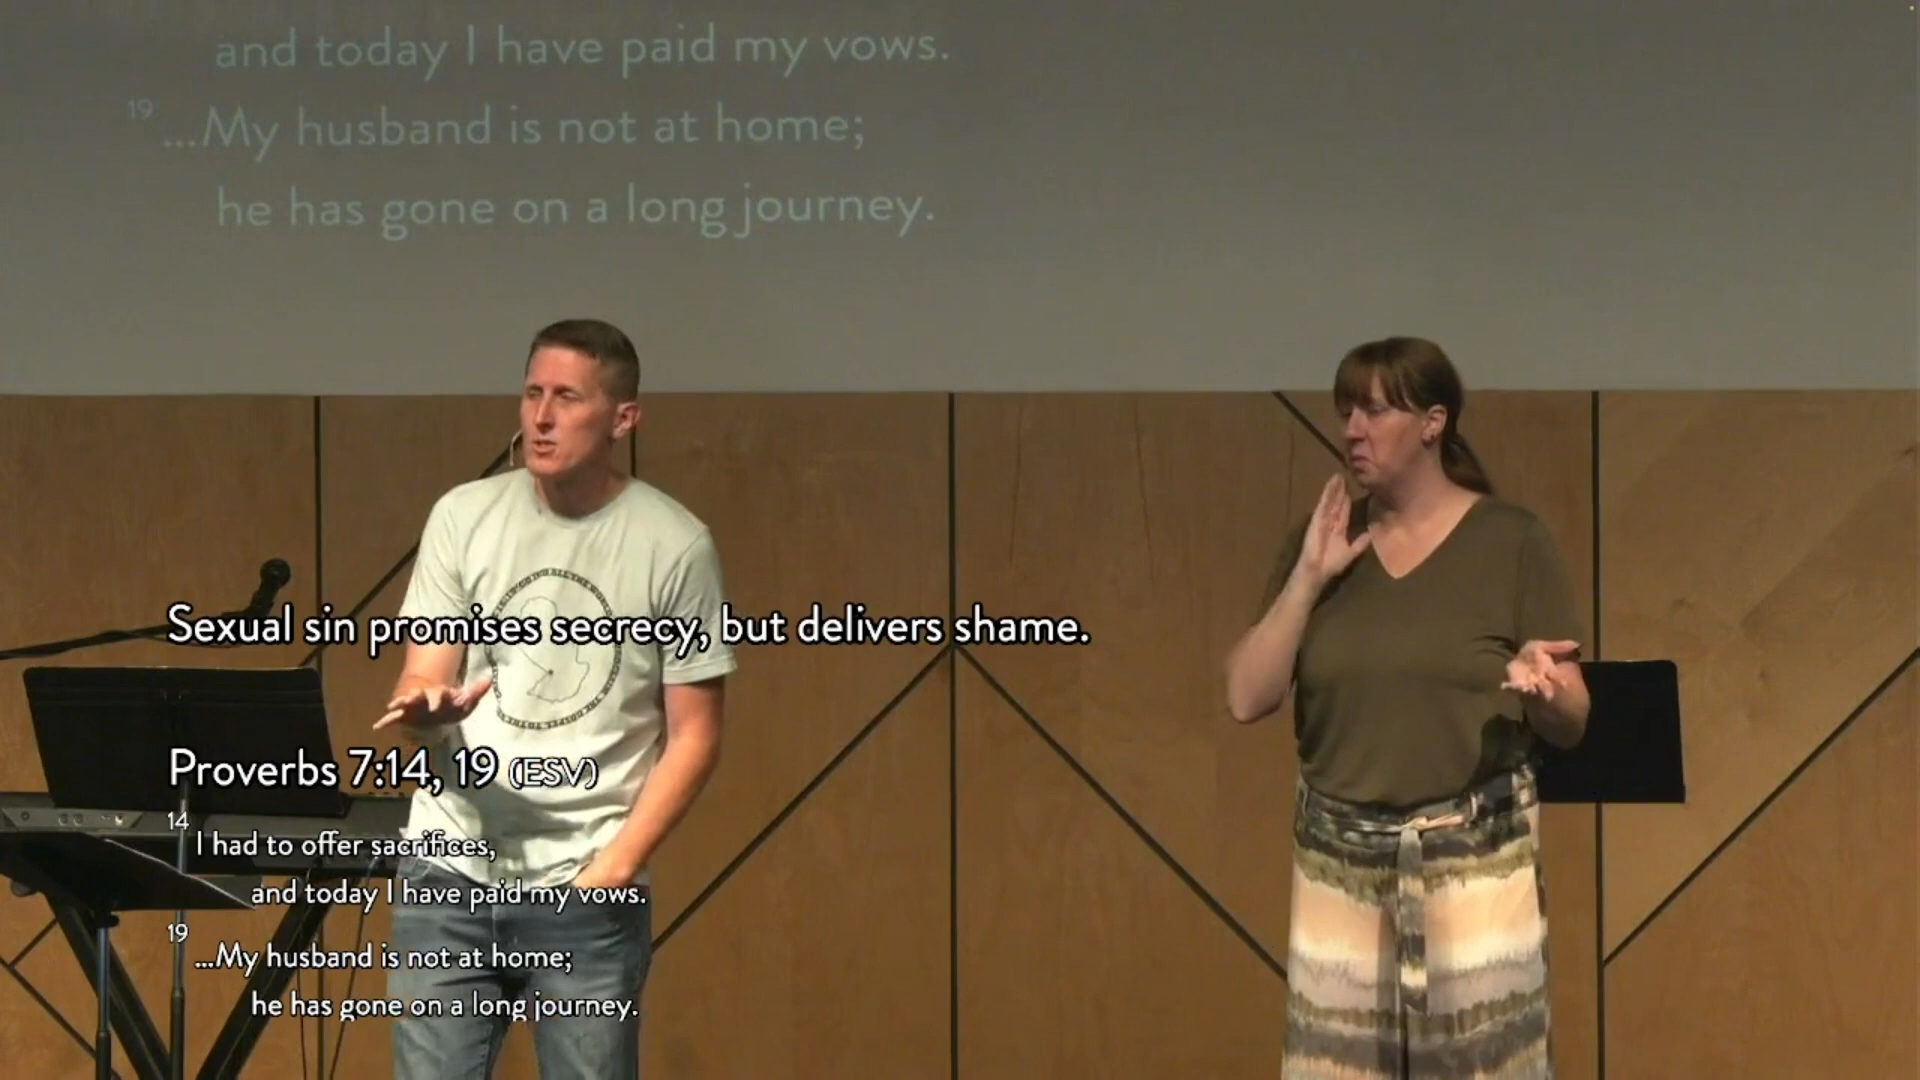 and today I have paid my vows.
19 ...My husband is not at home;
he has gone on a long journey.
Sexual sin promises secrecy, but delivers shame.
Proverbs 7:14, 19 (ESV)
14 I had to offer sacrifices,
and today I have paid my vows.
19 ...My husband is not at home;
he has gone on a long journey.